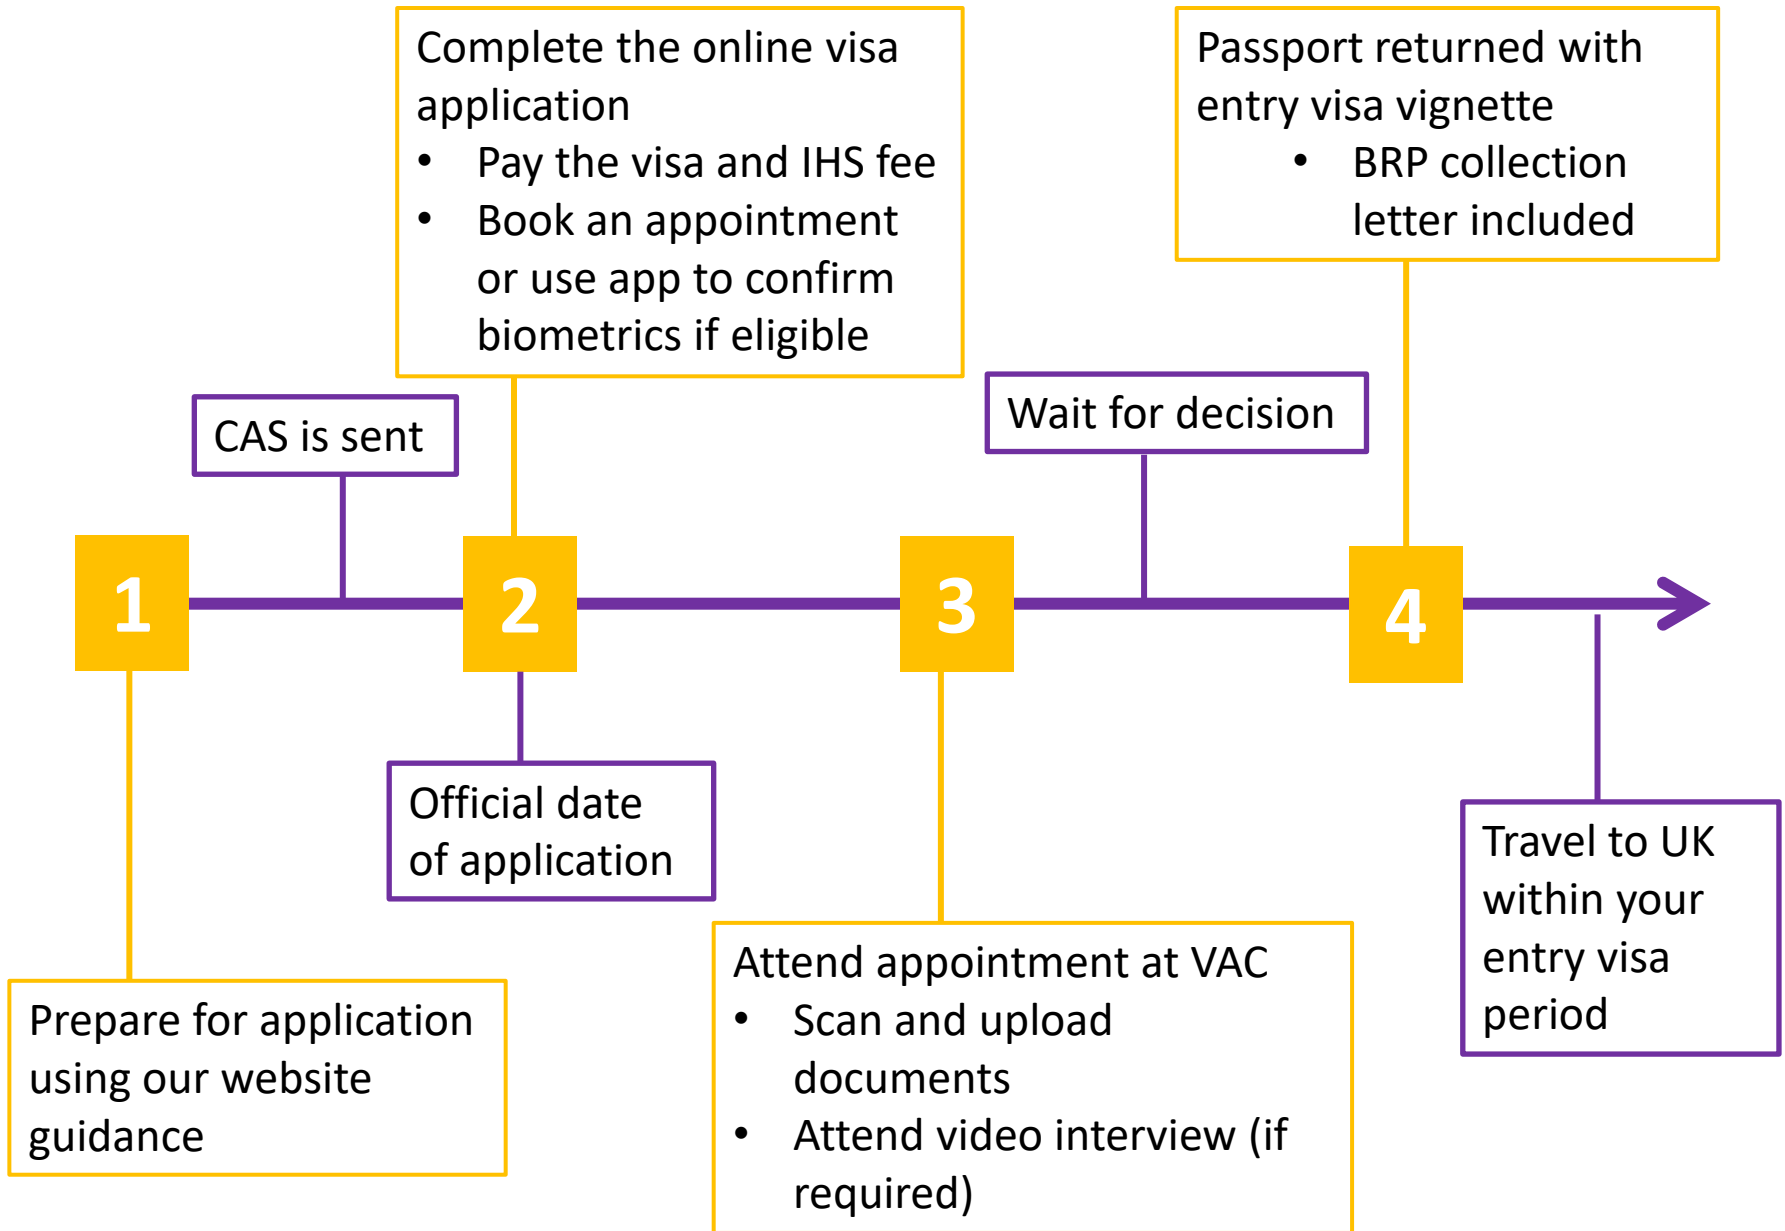 Complete the online visa
application
• Pay the visa and IHS fee
• Book an appointment
or use app to confirm
biometrics if eligible
Passport returned with
entry visa vignette
• BRP collection
letter included
CAS is sent
Wait for decision
1
2
3
4
Official date
of application
Travel to UK
within your
entry visa
period
Prepare for application
using our website
guidance
Attend appointment at VAC
• Scan and upload
documents
• Attend video interview (if
required)